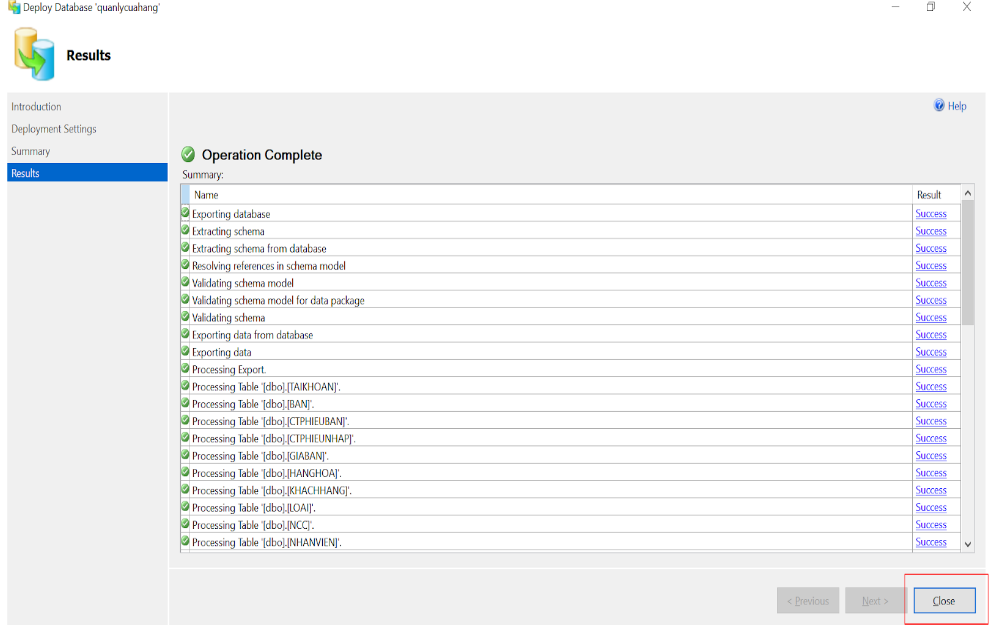 Deploy Database 'quanlycuahang'
Results
Introduction
Deployment Settings
Summary
Results
Help
Operation Complete
Summary:
Name Result
Exporting database Success
Extracting schema Success
Extracting schema from database Success
Resolving references in schema model Success
Validating schema model Success
Validating schema model for data package Success
Validating schema Success
Exporting data from database Success
Exporting data Success
Processing Export. Success
Processing Table '[dbo].[TAIKHOAN]'. Success
Processing Table '[dbo].[BAN]'. Success
Processing Table '[dbo].[CTPHIEUBAN]'. Success
Processing Table '[dbo].[CTPHIEUNHAP]'. Success
Processing Table '[dbo].[GIABAN]'. Success
Processing Table '[dbo].[HANGHOA]'. Success
Processing Table '[dbo].[KHACHHANG]'. Success
Processing Table '[dbo].[LOAI]'. Success
Processing Table '[dbo].[NCC]'. Success
Processing Table '[dbo].[NHANVIEN]'. Success
< Previous Next > Close